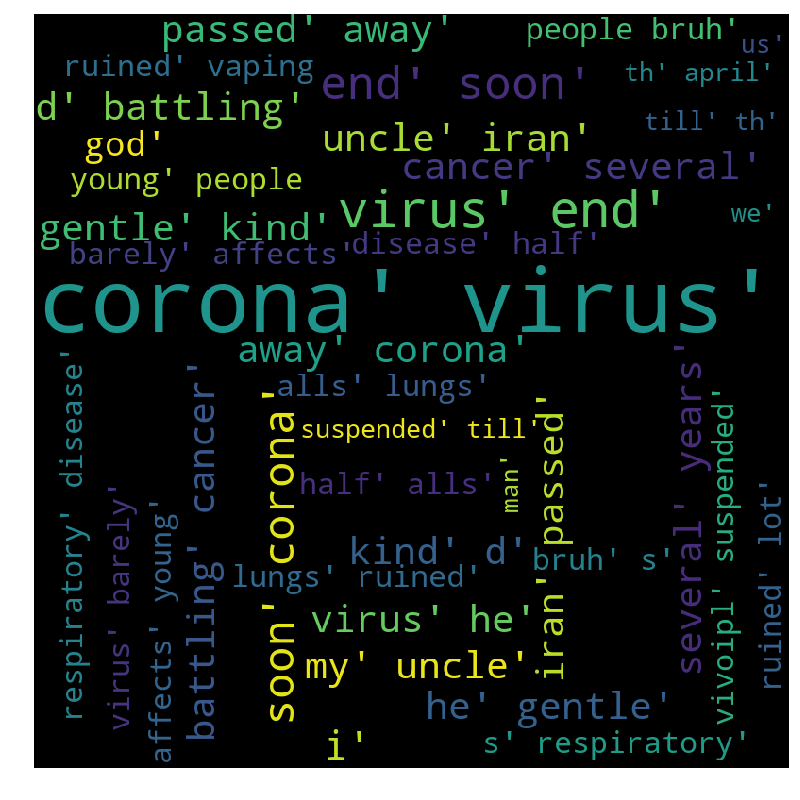 passed' away'
people bruh'
us'
ruined' vaping
end' soon'
th' april'
d' battling'
till' th'
god'
uncle' iran'
cancer' several'
young' people
virus' end'
we'
gentle' kind'
barely' affects'
disease' half'
corona' virus'
away' corona'
alls' lungs'
suspended' till'
half' alls'
man'
kind' d'
bruh' s'
lungs' ruined'
virus' he'
my' uncle'
he' gentle'
i'
s' respiratory'
respiratory' disease'
virus' barely'
affects' young'
battling' cancer'
soon' corona'
iran' passed'
several' years'
vivoipl' suspended'
ruined' lot'